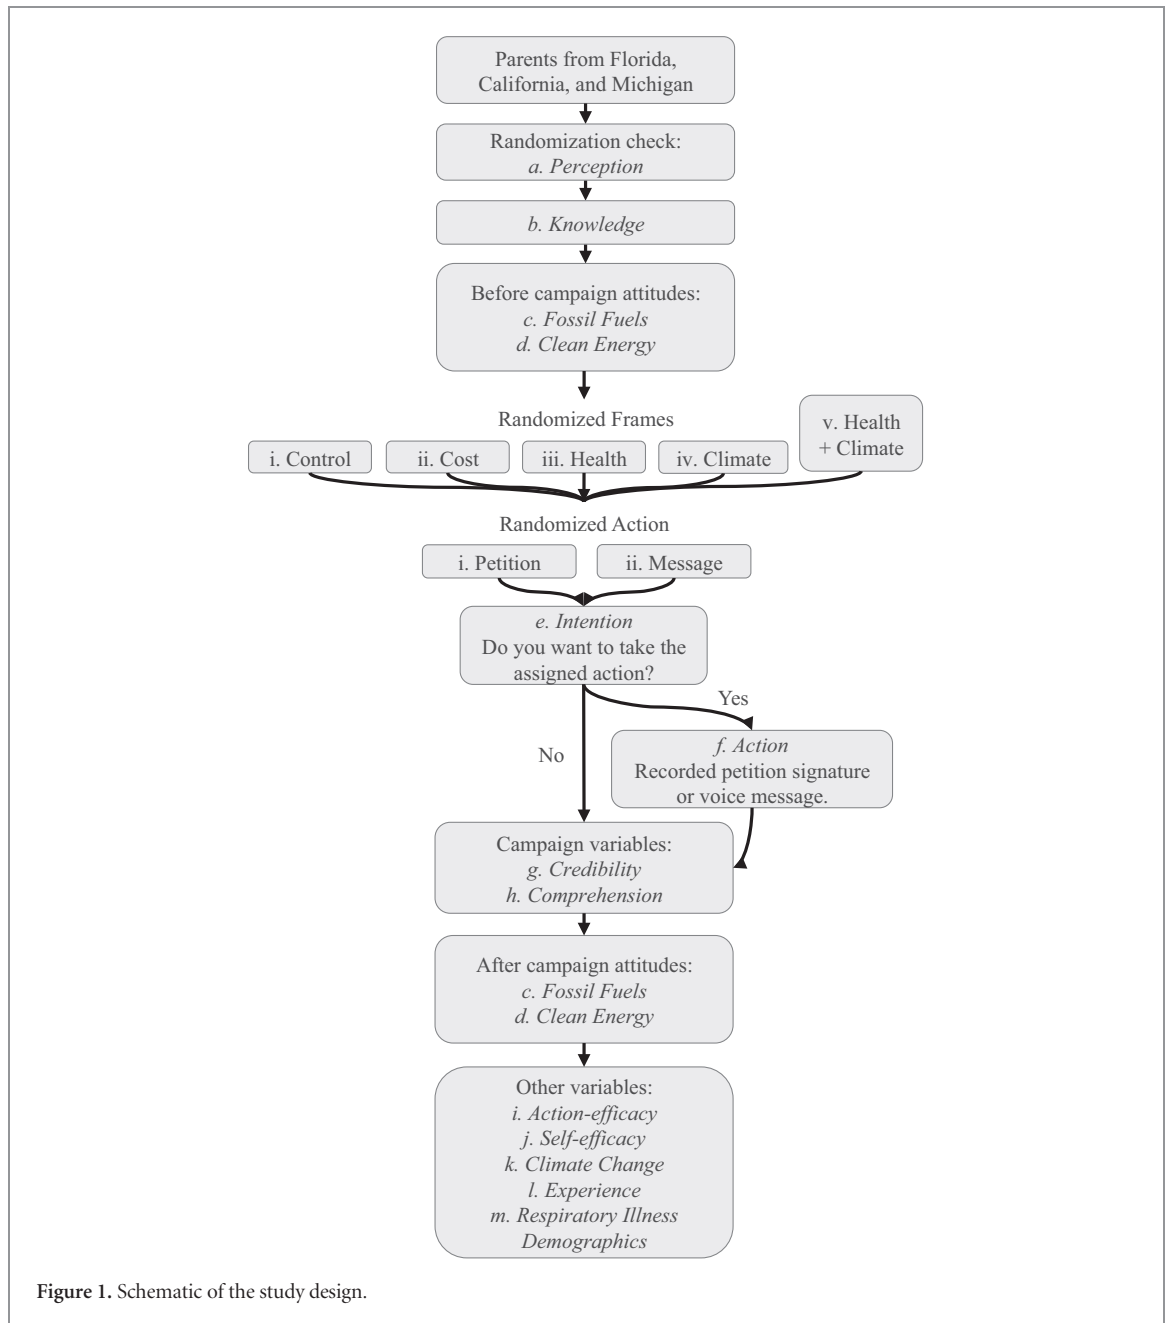 Parents from Florida,
California, and Michigan
Randomization check:
a. Perception
b. Knowledge
Before campaign attitudes:
c. Fossil Fuels
d. Clean Energy
Randomized Frames
i. Control
ii. Cost
iii. Health
iv. Climate
v. Health
+ Climate
Randomized Action
i. Petition
ii. Message
e. Intention
Do you want to take the
assigned action?
Yes
No
f. Action
Recorded petition signature
or voice message.
Campaign variables:
g. Credibility
h. Comprehension
After campaign attitudes:
c. Fossil Fuels
d. Clean Energy
Other variables:
i. Action-efficacy
j. Self-efficacy
k. Climate Change
l. Experience
m. Respiratory Illness
Demographics
Figure 1. Schematic of the study design.